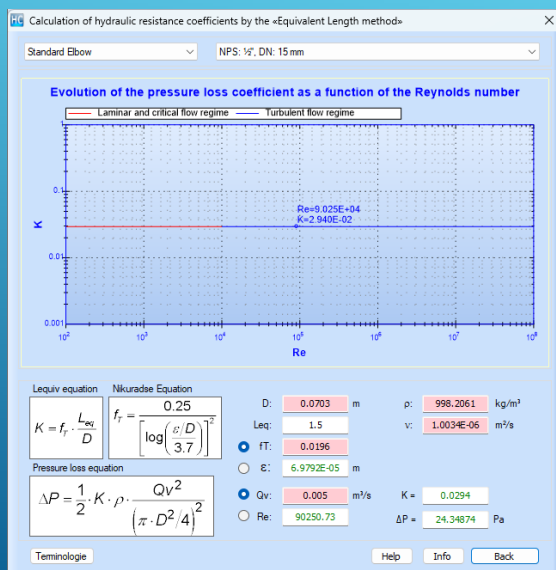 HC Calculation of hydraulic resistance coefficients by the «Equivalent Length method»
Standard Elbow NPS: ½", DN: 15 mm
Evolution of the pressure loss coefficient as a function of the Reynolds number
Laminar and critical flow regime Turbulent flow regime
1
0.1
0.01
0.001
K
Re=9.025E+04
K=2.940E-02
10² 10³ 10⁴ 10⁵ 10⁶ 10⁷ 10⁸
Re
Lequiv equation Nikuradse Equation
K = f_T · L_eq / D
f_T = 0.25 / [log((ε/D) / 3.7)]²
Pressure loss equation
ΔP = 1/2 · K · ρ · Qv² / (π · D²/4)²
D: 0.0703 m ρ: 998.2061 kg/m³
Leq: 1.5 ν: 1.0034E-06 m²/s
fT: 0.0196
ε: 6.9792E-05 m
Qv: 0.005 m³/s K = 0.0294
Re: 90250.73 ΔP = 24.34874 Pa
Terminologie Help Info Back